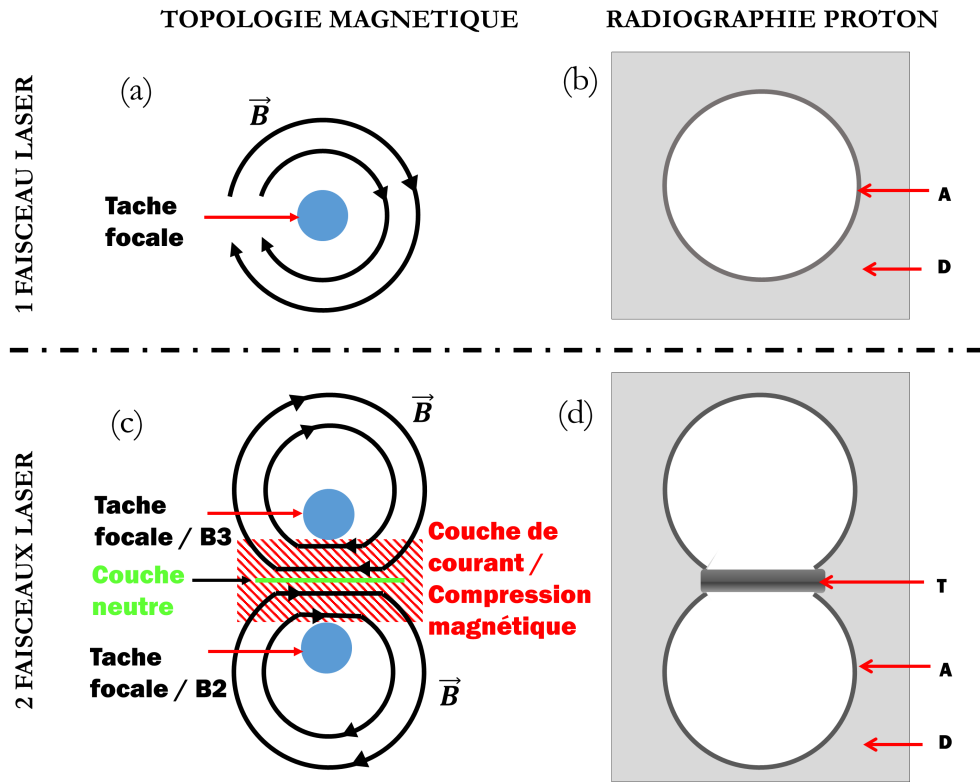 TOPOLOGIE MAGNETIQUE
RADIOGRAPHIE PROTON
1 FAISCEAU LASER
(a)
B
Tache
focale
(b)
A
D
2 FAISCEAUX LASER
(c)
B
Tache
focale / B3
Couche
neutre
Couche de
courant /
Compression
magnétique
Tache
focale / B2
B
(d)
T
A
D